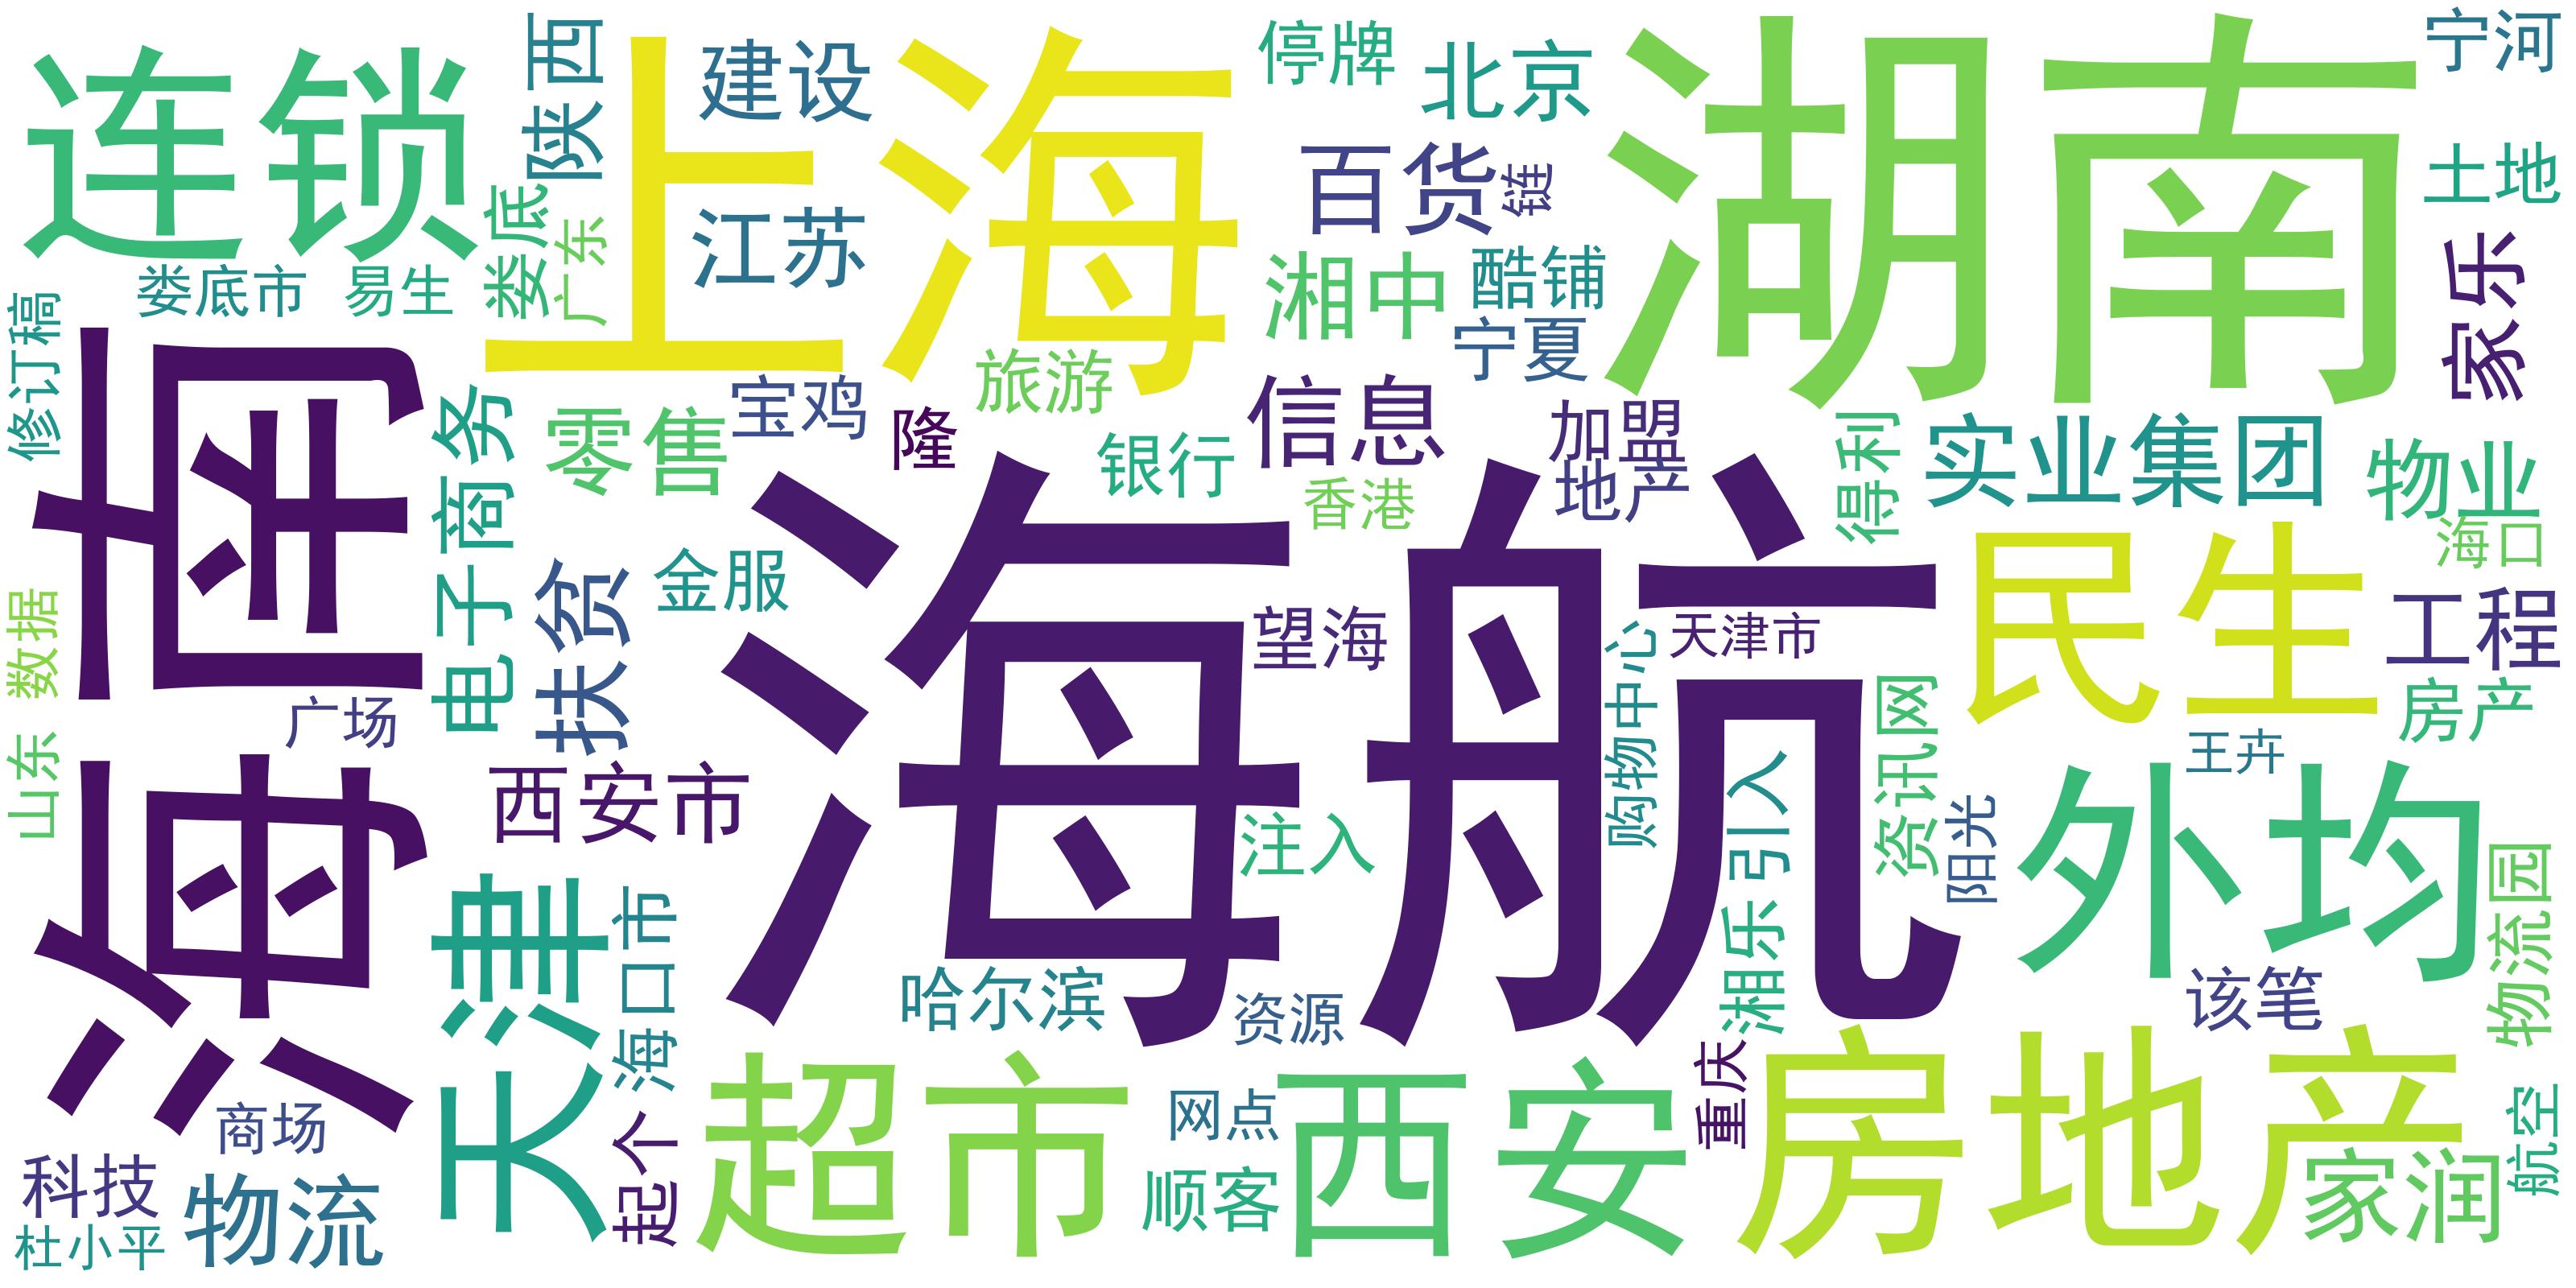 连锁
陕西
上海
建设
停牌
北京
湖南
宁河
土地
百货
链
娄底
广东
江苏
湘中
酷铺
宁夏
家乐
娄底市
易生
修订稿
海南
电子商务
零售
宝鸡
隆
旅游
银行
信息
香港
加盟
地产
得利
实业集团
物业
海口
扶贫
金服
海航
望海
天津市
民生
工程
房产
数据
山东
广场
西安市
注入
购物中心
引入
资讯网
阳光
外均
王卉
物流园
天津
海口市
哈尔滨
资源
湘乐
该笔
商场
科技
物流
杜小平
起个
超市
网点
顺客
西安
重庆
房地产
家润
航空